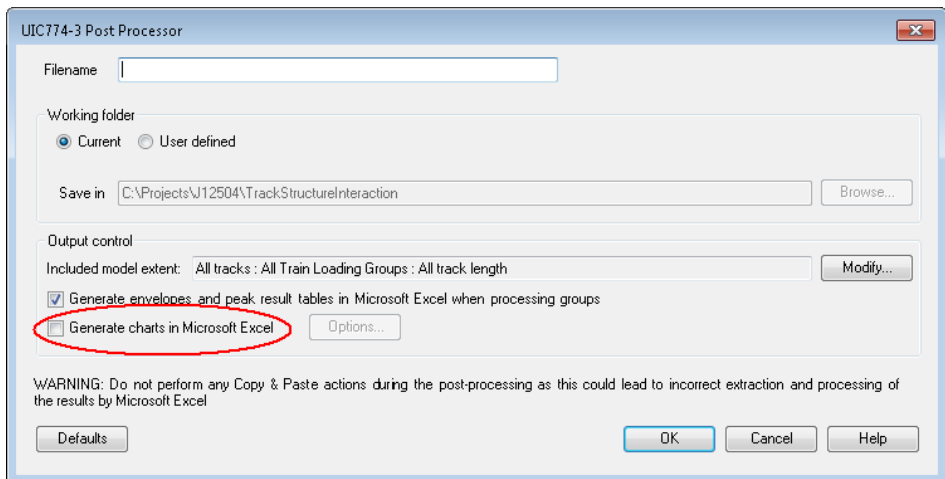 UIC774-3 Post Processor
Filename
Working folder
Current User defined
Save in C:\Projects\J12504\TrackStructureInteraction Browse...
Output control
Included model extent: All tracks : All Train Loading Groups : All track length Modify...
Generate envelopes and peak result tables in Microsoft Excel when processing groups
Generate charts in Microsoft Excel Options...
WARNING: Do not perform any Copy & Paste actions during the post-processing as this could lead to incorrect extraction and processing of
the results by Microsoft Excel
Defaults OK Cancel Help